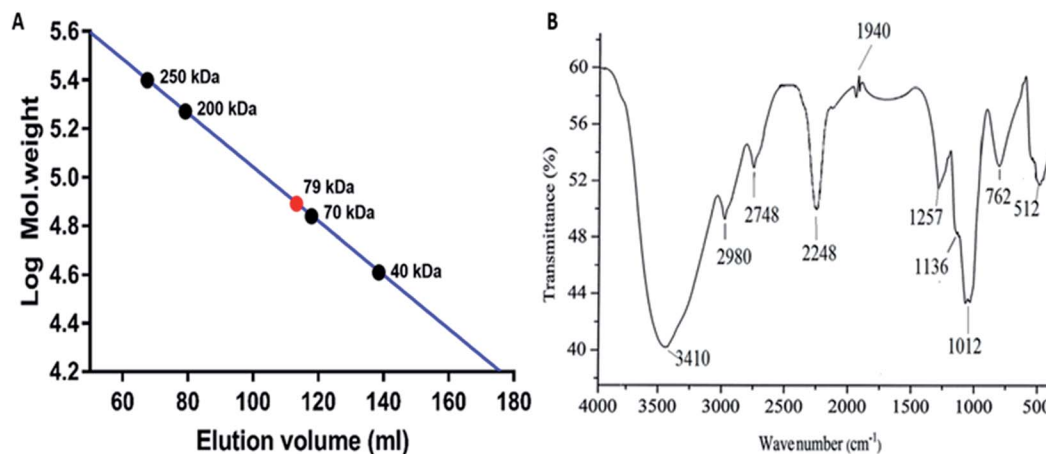 A
5.6
5.4
5.2
5.0
4.8
4.6
4.4
4.2
Log Mol.weight
250 kDa
200 kDa
79 kDa
70 kDa
40 kDa
60 80 100 120 140 160 180
Elution volume (ml)
B
60
56
52
48
44
40
Transmittance (%)
1940
2748
2980
2248
3410
1257
1136
1012
762
512
4000 3500 3000 2500 2000 1500 1000 500
Wavenumber (cm⁻¹)